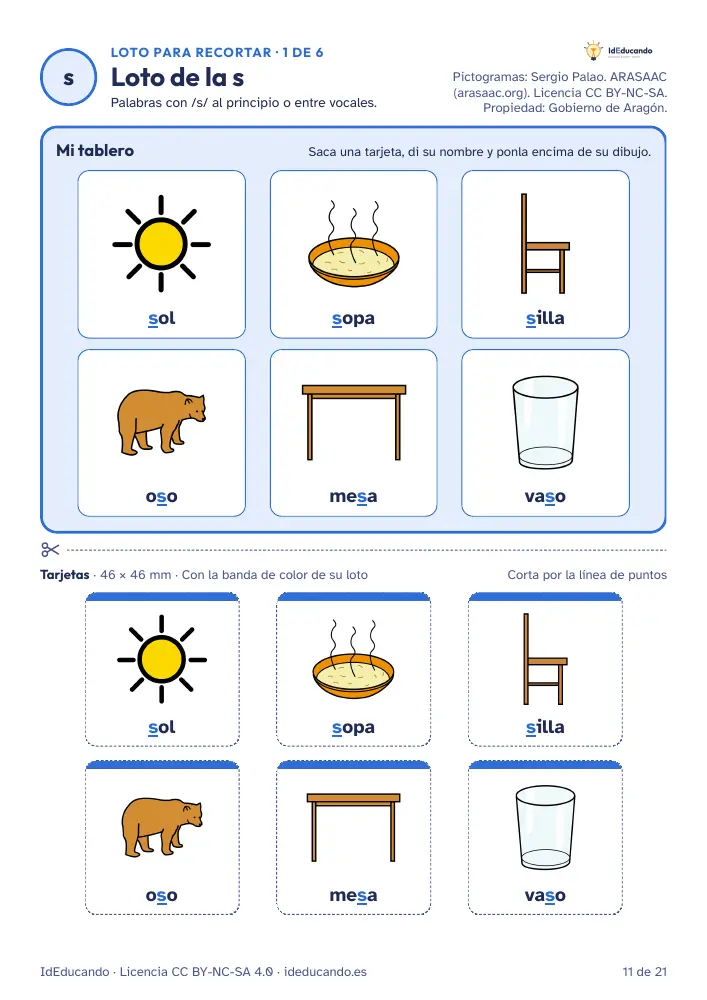 LOTO PARA RECORTAR · 1 DE 6
s
Loto de la s
Palabras con /s/ al principio o entre vocales.
IdEducando
Pictogramas: Sergio Palao. ARASAAC
(arasaac.org). Licencia CC BY-NC-SA.
Propiedad: Gobierno de Aragón.
Mi tablero
Saca una tarjeta, di su nombre y ponla encima de su dibujo.
sol
sopa
silla
oso
mesa
vaso
Tarjetas · 46 × 46 mm · Con la banda de color de su loto
Corta por la línea de puntos
sol
sopa
silla
oso
mesa
vaso
IdEducando · Licencia CC BY-NC-SA 4.0 · ideducando.es
11 de 21